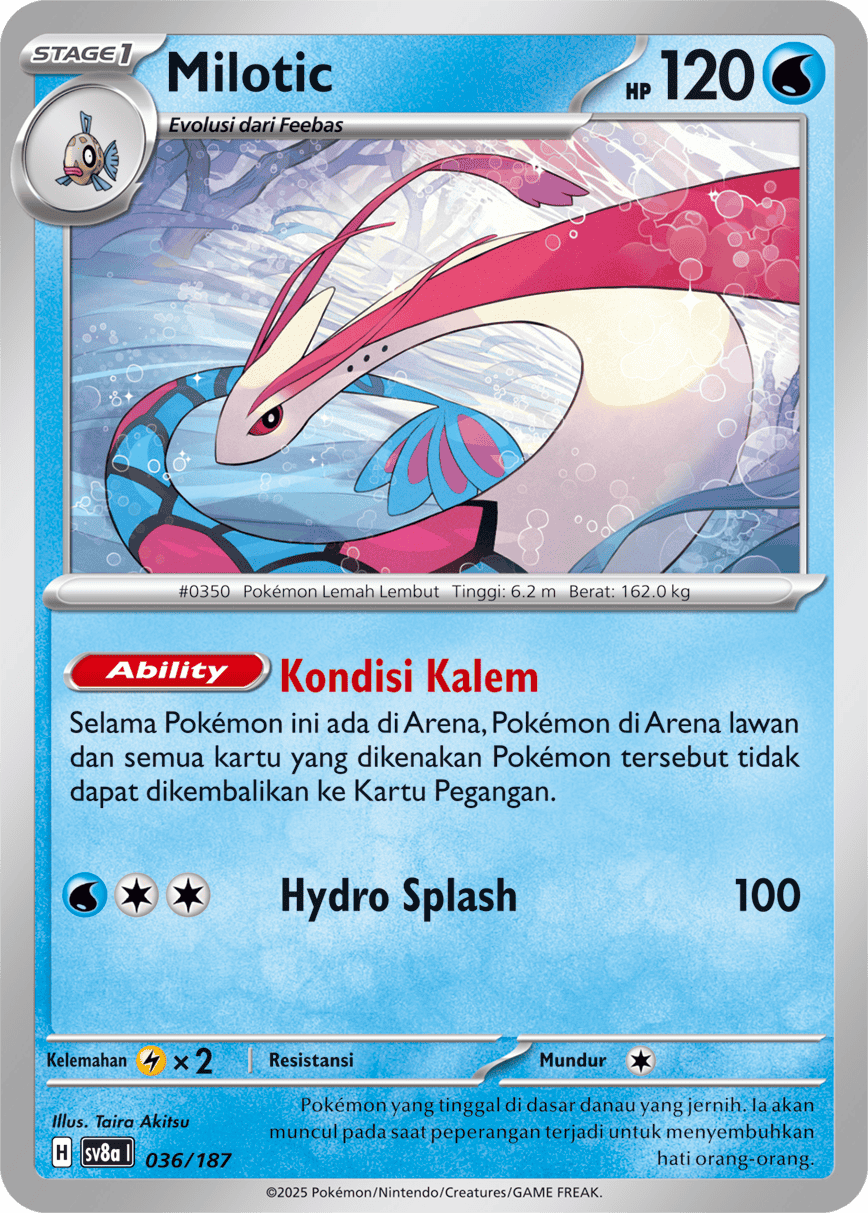 STAGE1
Milotic
HP 120
Evolusi dari Feebas
#0350 Pokémon Lemah Lembut Tinggi: 6.2 m Berat: 162.0 kg
Ability Kondisi Kalem
Selama Pokémon ini ada di Arena, Pokémon di Arena lawan
dan semua kartu yang dikenakan Pokémon tersebut tidak
dapat dikembalikan ke Kartu Pegangan.
Hydro Splash 100
Kelemahan ×2 Resistansi Mundur
Illus. Taira Akitsu
H sv8a I 036/187
Pokémon yang tinggal di dasar danau yang jernih. Ia akan
muncul pada saat peperangan terjadi untuk menyembuhkan
hati orang-orang.
©2025 Pokémon/Nintendo/Creatures/GAME FREAK.